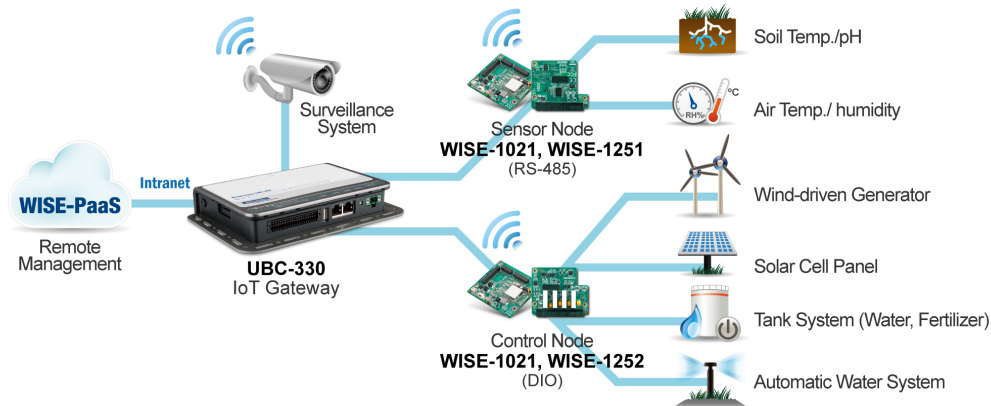 WISE-PaaS
Remote
Management
Intranet
Surveillance
System
UBC-330
IoT Gateway
Sensor Node
WISE-1021, WISE-1251
(RS-485)
Control Node
WISE-1021, WISE-1252
(DIO)
Soil Temp./pH
RH%
°C
Air Temp./ humidity
Wind-driven Generator
Solar Cell Panel
Tank System (Water, Fertilizer)
Automatic Water System